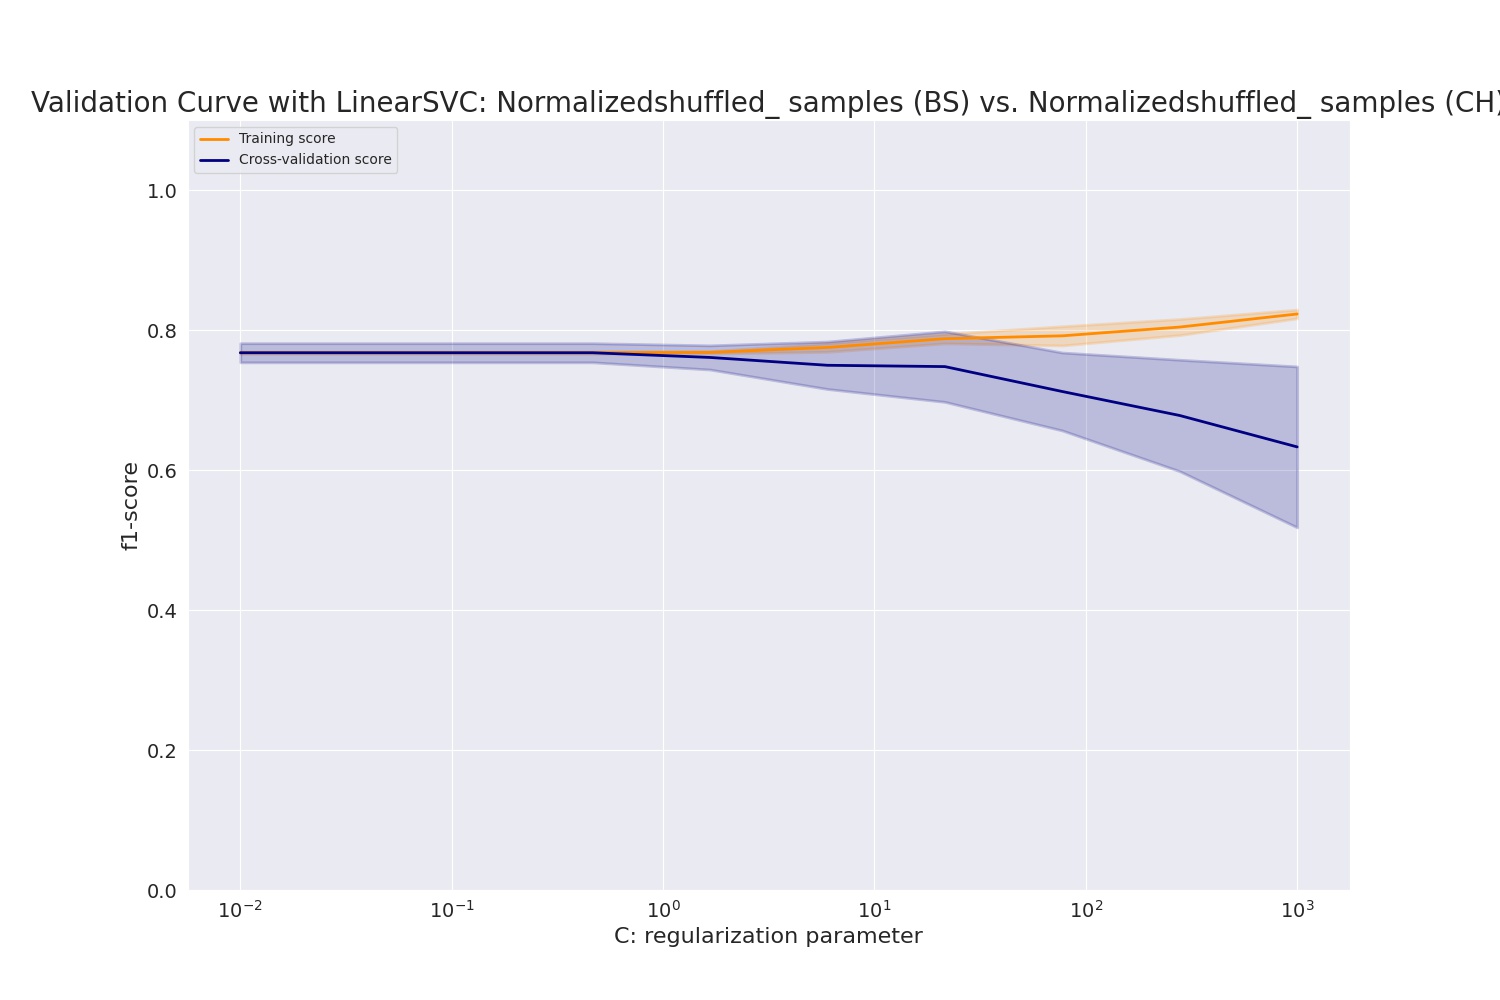 Validation Curve with LinearSVC: Normalizedshuffled_ samples (BS) vs. Normalizedshuffled_ samples (CH)
Training score
Cross-validation score
1.0
0.8
0.6
0.4
0.2
0.0
f1-score
10⁻² 10⁻¹ 10⁰ 10¹ 10² 10³
C: regularization parameter